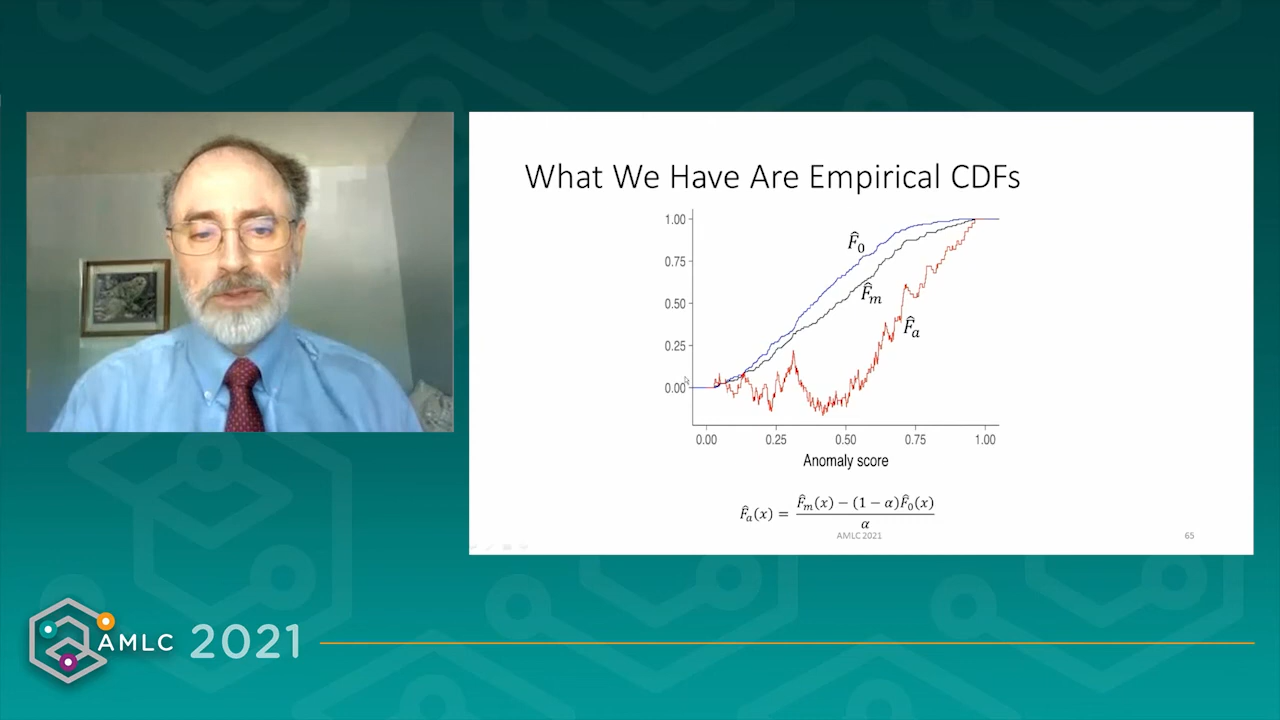 What We Have Are Empirical CDFs
1.00
0.75
0.50
0.25
0.00
F̂₀
F̂ₘ
F̂ₐ
0.00 0.25 0.50 0.75 1.00
Anomaly score
F̂ₐ(x) = (F̂ₘ(x) − (1 − α)F̂₀(x)) / α
AMLC 2021
65
AMLC 2021